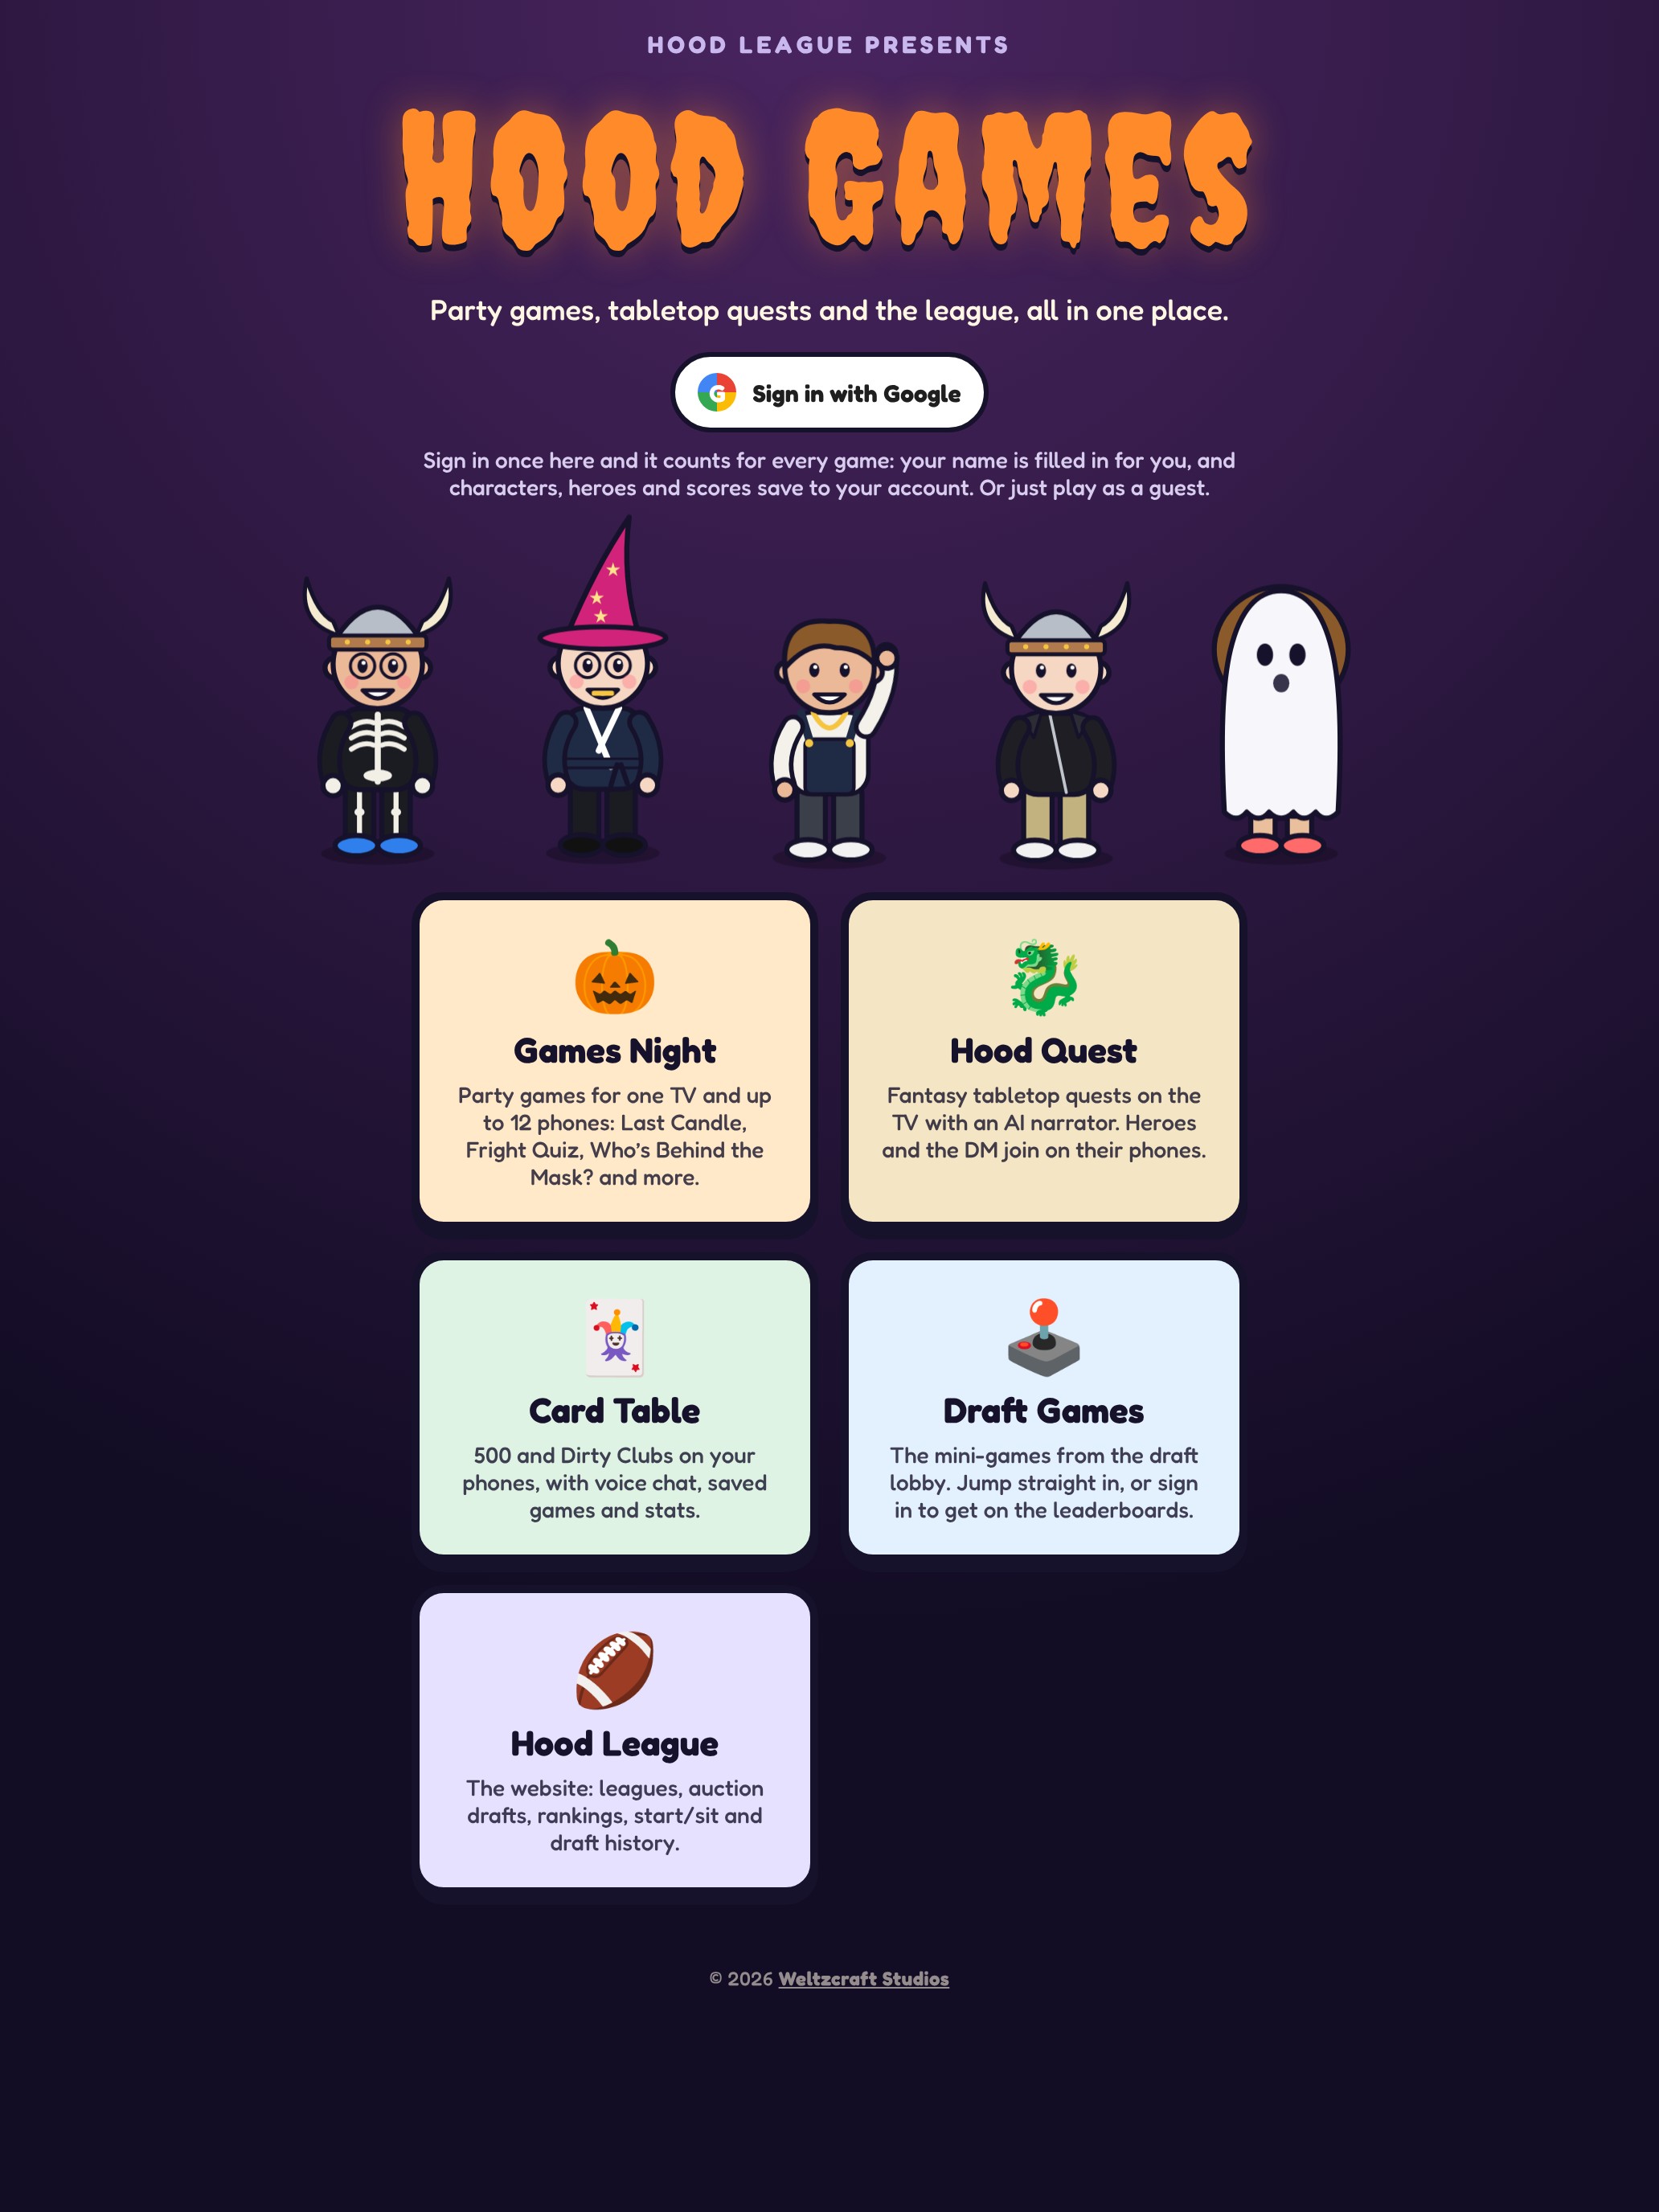 HOOD LEAGUE PRESENTS
HOOD GAMES
Party games, tabletop quests and the league, all in one place.
G Sign in with Google
Sign in once here and it counts for every game: your name is filled in for you, and
characters, heroes and scores save to your account. Or just play as a guest.
Games Night
Party games for one TV and up
to 12 phones: Last Candle,
Fright Quiz, Who's Behind the
Mask? and more.
Hood Quest
Fantasy tabletop quests on the
TV with an AI narrator. Heroes
and the DM join on their phones.
Card Table
500 and Dirty Clubs on your
phones, with voice chat, saved
games and stats.
Draft Games
The mini-games from the draft
lobby. Jump straight in, or sign
in to get on the leaderboards.
Hood League
The website: leagues, auction
drafts, rankings, start/sit and
draft history.
© 2026 Weltzcraft Studios